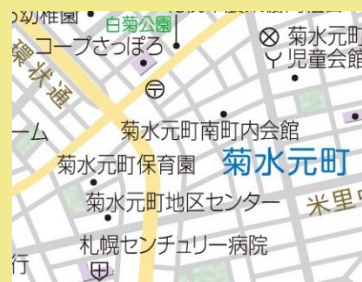 幼稚園
白菊公園
コープさっぽろ
環状通
菊水元町
児童会館
ーム
菊水元町南町内会館
菊水元町保育園
菊水元町
菊水元町地区センター
米里
札幌センチュリー病院
行